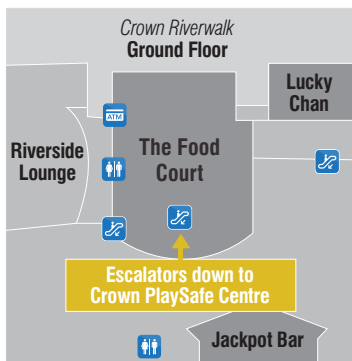 Crown Riverwalk
Ground Floor
Lucky
Chan
ATM
Riverside
Lounge
The Food
Court
Escalators down to
Crown PlaySafe Centre
Jackpot Bar